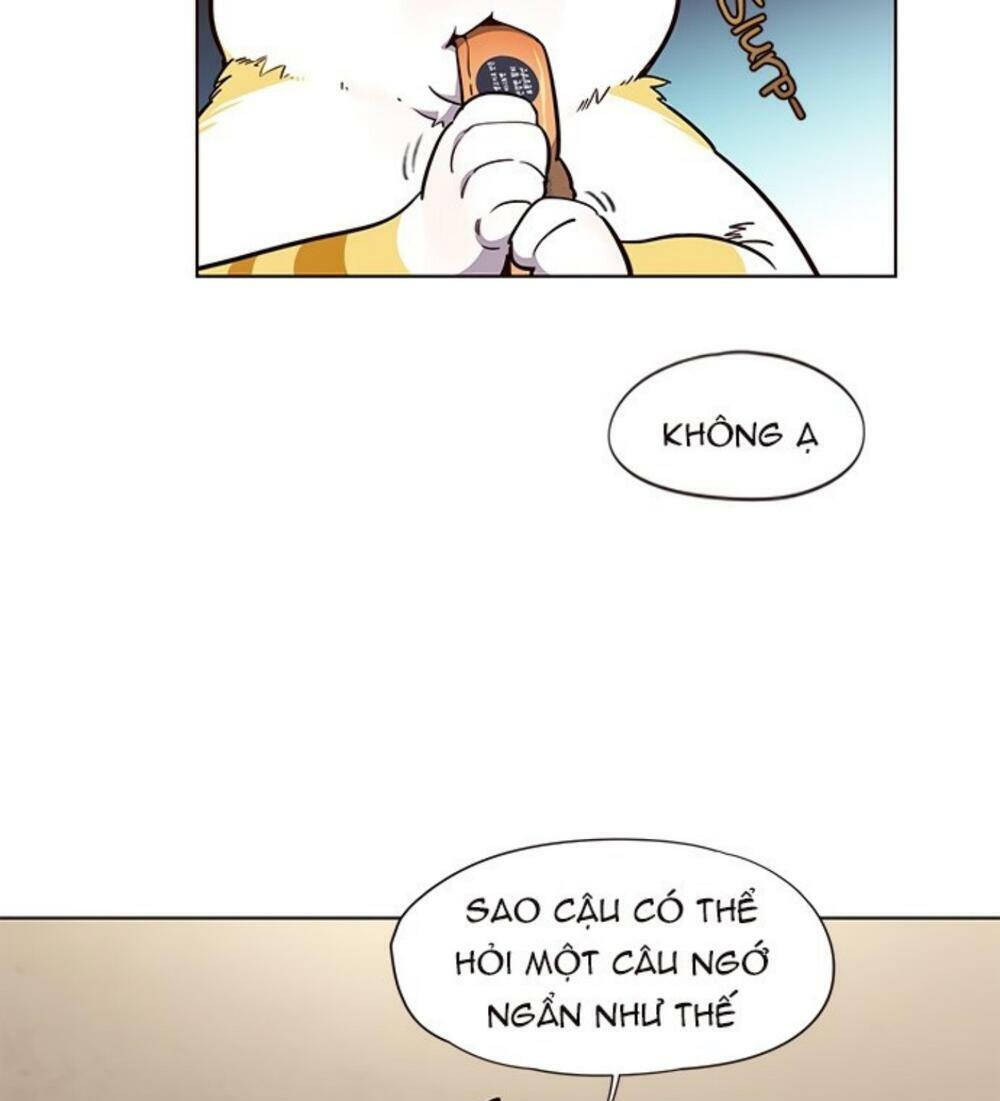 Slurp-
KHÔNG Ạ
SAO CẬU CÓ THỂ
HỎI MỘT CÂU NGỚ
NGẨN NHƯ THẾ